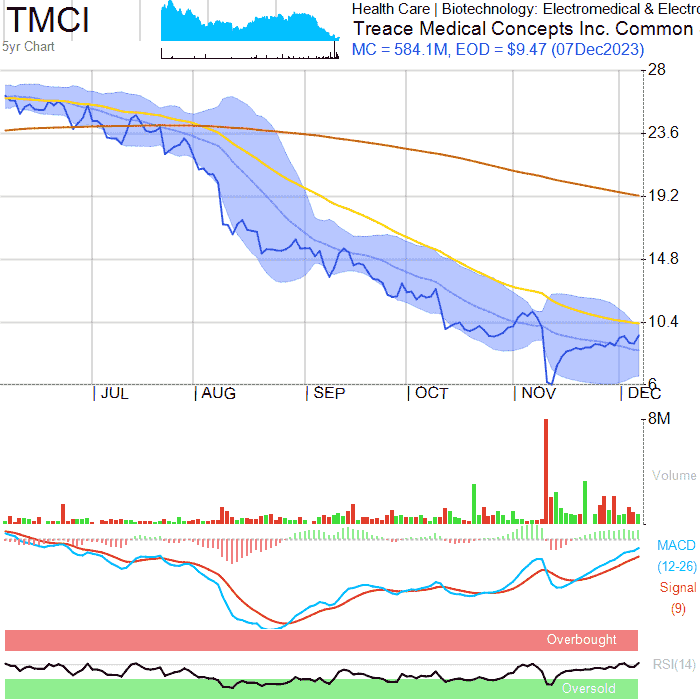 TMCI
5yr Chart
Health Care | Biotechnology: Electromedical & Electro
Treace Medical Concepts Inc. Common
MC = 584.1M, EOD = $9.47 (07Dec2023)
28
23.6
19.2
14.8
10.4
6
JUL AUG SEP OCT NOV DEC
8M
Volume
MACD
(12-26)
Signal
(9)
Overbought
RSI(14)
Oversold